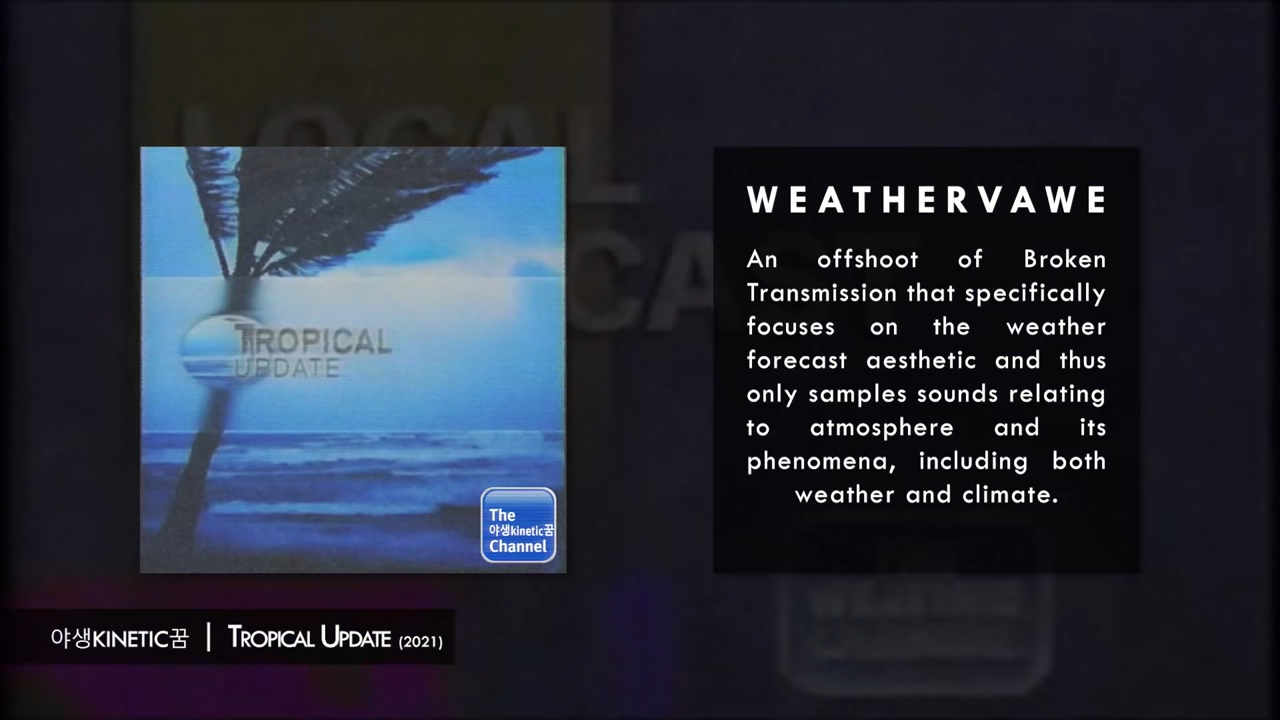 LOCAL
TROPICAL
UPDATE
The
야생kinetic꿈
Channel
WEATHERVAWE
An offshoot of Broken
Transmission that specifically
focuses on the weather
forecast aesthetic and thus
only samples sounds relating
to atmosphere and its
phenomena, including both
weather and climate.
야생KINETIC꿈 | TROPICAL UPDATE (2021)